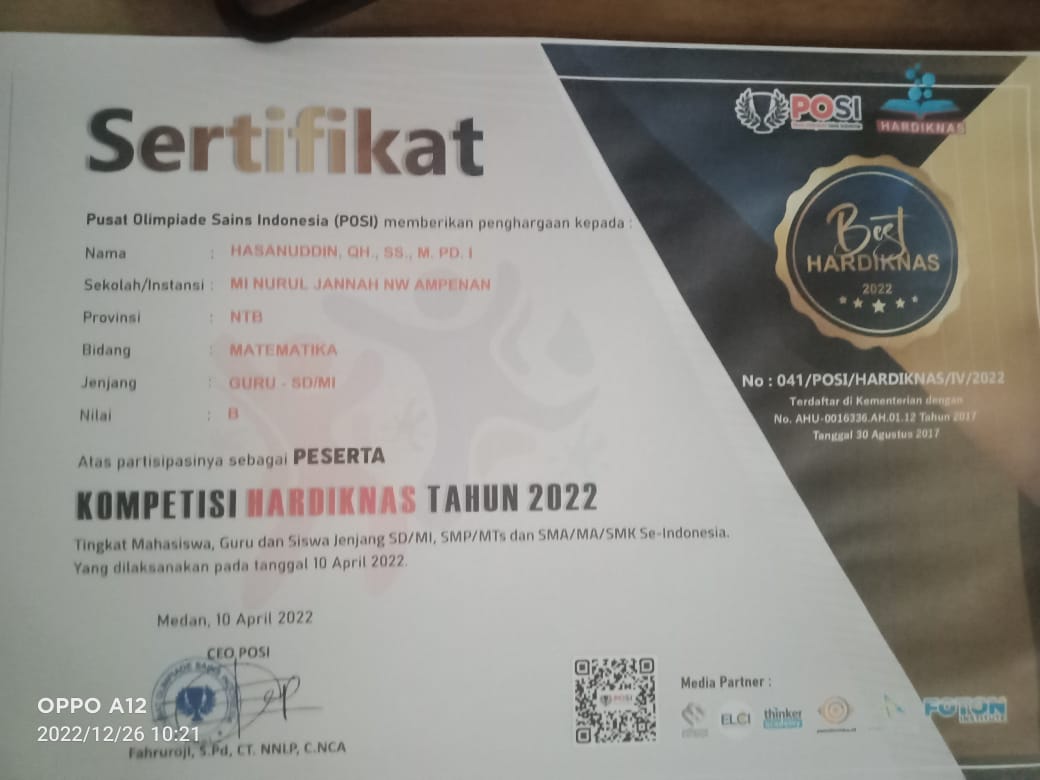 Sertifikat
Pusat Olimpiade Sains Indonesia (POSI) memberikan penghargaan kepada :
Nama : HASANUDDIN, QH., SS., M. PD. I
Sekolah/Instansi : MI NURUL JANNAH NW AMPENAN
Provinsi : NTB
Bidang : MATEMATIKA
Jenjang : GURU - SD/MI
Nilai : B
Atas partisipasinya sebagai PESERTA
KOMPETISI HARDIKNAS TAHUN 2022
Tingkat Mahasiswa, Guru dan Siswa Jenjang SD/MI, SMP/MTs dan SMA/MA/SMK Se-Indonesia.
Yang dilaksanakan pada tanggal 10 April 2022.
Medan, 10 April 2022
CEO POSI
Fahruroji, S.Pd, CT. NNLP, C.NCA
POSI
HARDIKNAS
Best
HARDIKNAS
2022
No : 041/POSI/HARDIKNAS/IV/2022
Terdaftar di Kementerian dengan
No. AHU-0016336.AH.01.12 Tahun 2017
Tanggal 30 Agustus 2017
POSI
Media Partner :
ELCI
thinker
academy
FOTON
INSTITUTE
OPPO A12
2022/12/26 10:21